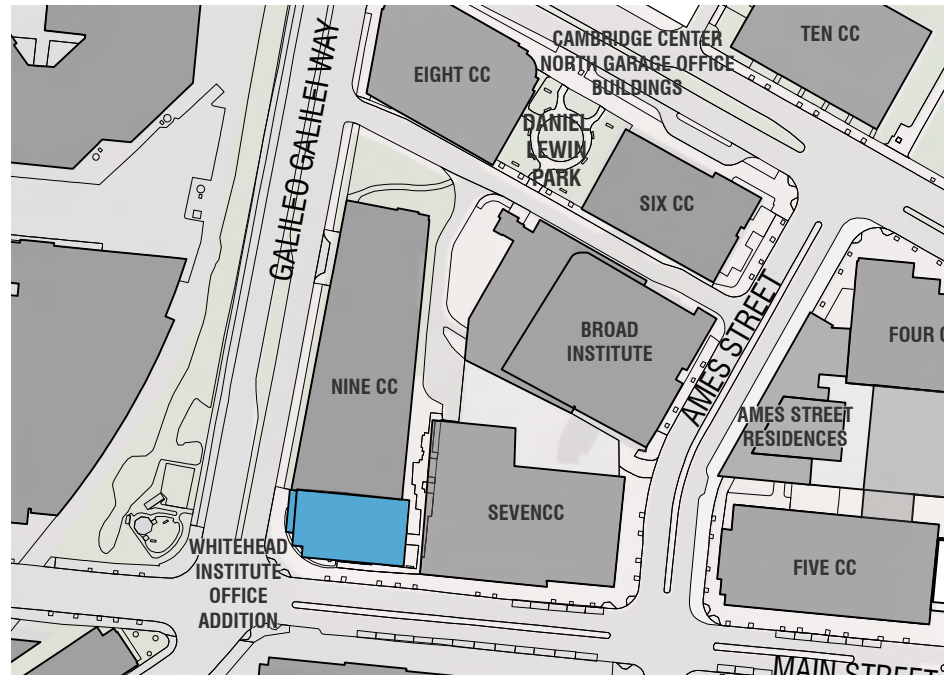 CAMBRIDGE CENTER
NORTH GARAGE OFFICE
BUILDINGS
TEN CC
EIGHT CC
DANIEL
LEWIN
PARK
GALILEO GALILEI WAY
SIX CC
BROAD
INSTITUTE
AMES STREET
FOUR C
NINE CC
AMES STREET
RESIDENCES
SEVENCC
WHITEHEAD
INSTITUTE
OFFICE
ADDITION
FIVE CC
MAIN STREET